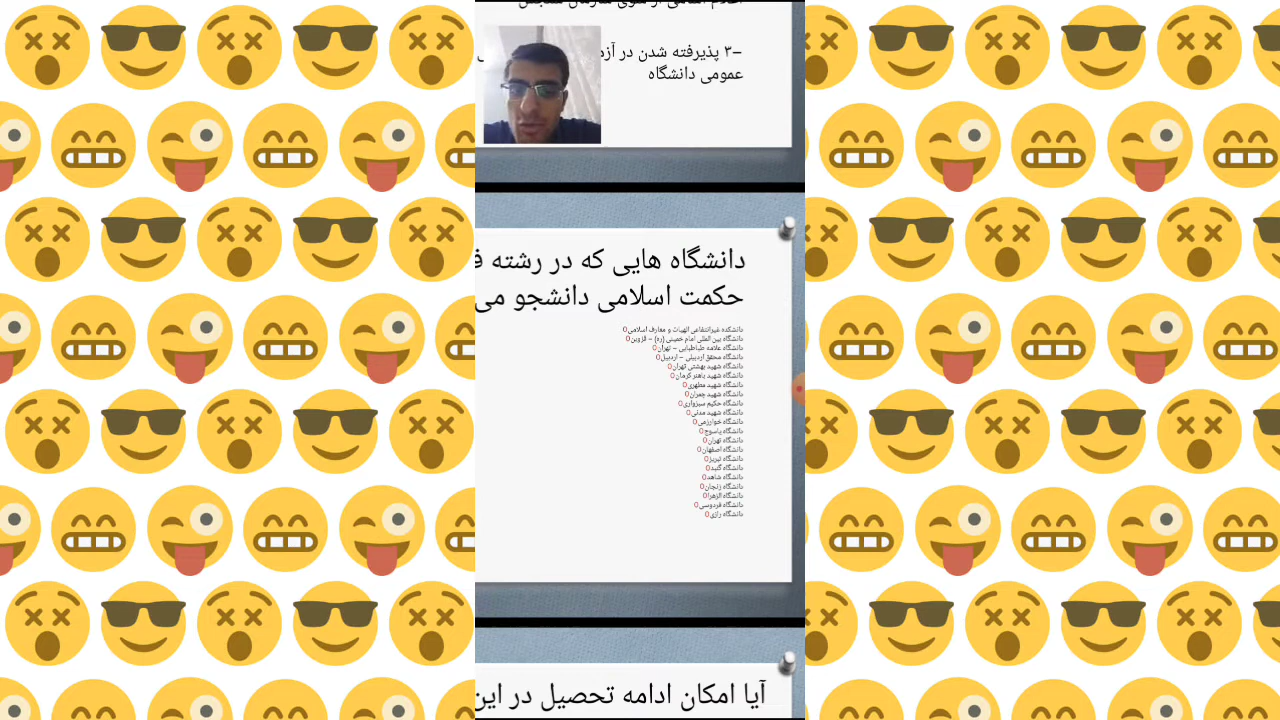 –۳ پذیرفته شدن در
عمومی دانشگاه
دانشگاه هایی که در رشته
حکمت اسلامی دانشجو می
دانشکده غیرانتفاعی الهیات و معارف اسلامی
دانشگاه بین المللی امام خمینی (ره) – قزوین
دانشگاه علامه طباطبایی – تهران
دانشگاه محقق اردبیلی – اردبیل
دانشگاه شهید بهشتی تهران
دانشگاه شهید باهنر کرمان
دانشگاه شهید مطهری
دانشگاه شهید چمران
دانشگاه حکیم سبزواری
دانشگاه شهید مدنی
دانشگاه خوارزمی
دانشگاه یاسوج
دانشگاه تهران
دانشگاه اصفهان
دانشگاه تبریز
دانشگاه گنبد
دانشگاه شاهد
دانشگاه زنجان
دانشگاه الزهرا
دانشگاه فردوسی
دانشگاه رازی
آیا امکان ادامه تحصیل در این